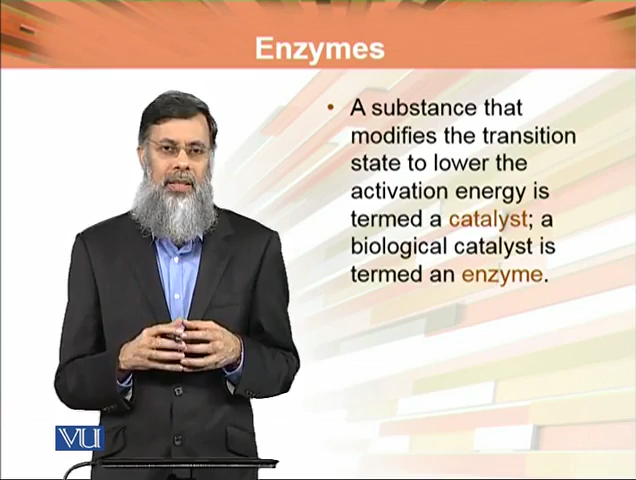 Enzymes
• A substance that
modifies the transition
state to lower the
activation energy is
termed a catalyst; a
biological catalyst is
termed an enzyme.
VU